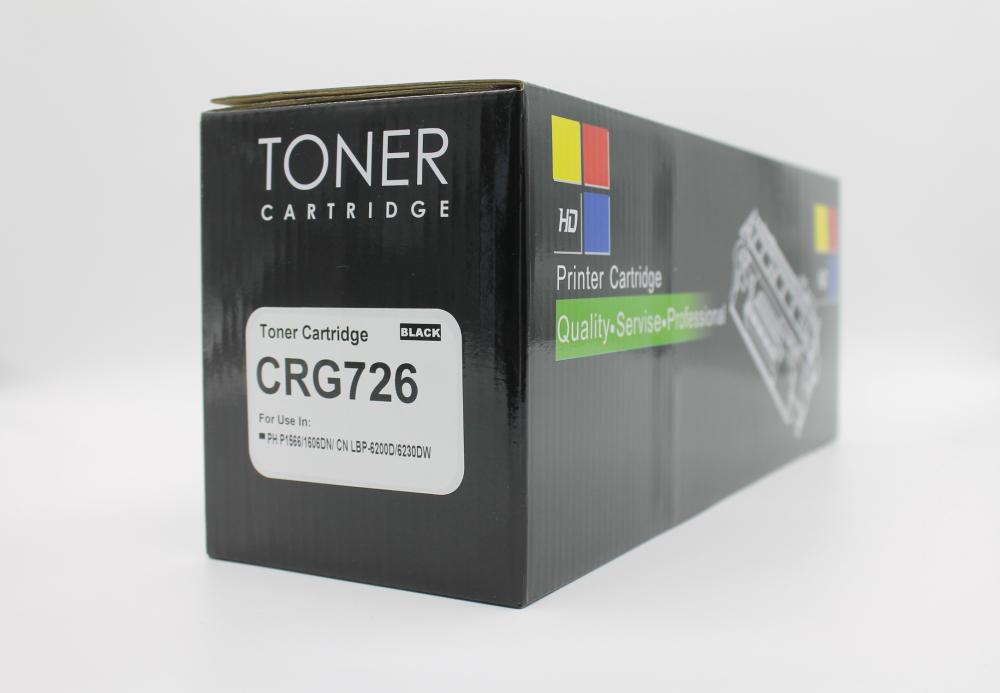 TONER
CARTRIDGE
Toner Cartridge BLACK
CRG726
For Use In:
PH P1566/1606DN/ CN LBP-6200D/6230DW
HD
Printer Cartridge
Quality•Servise•Professional